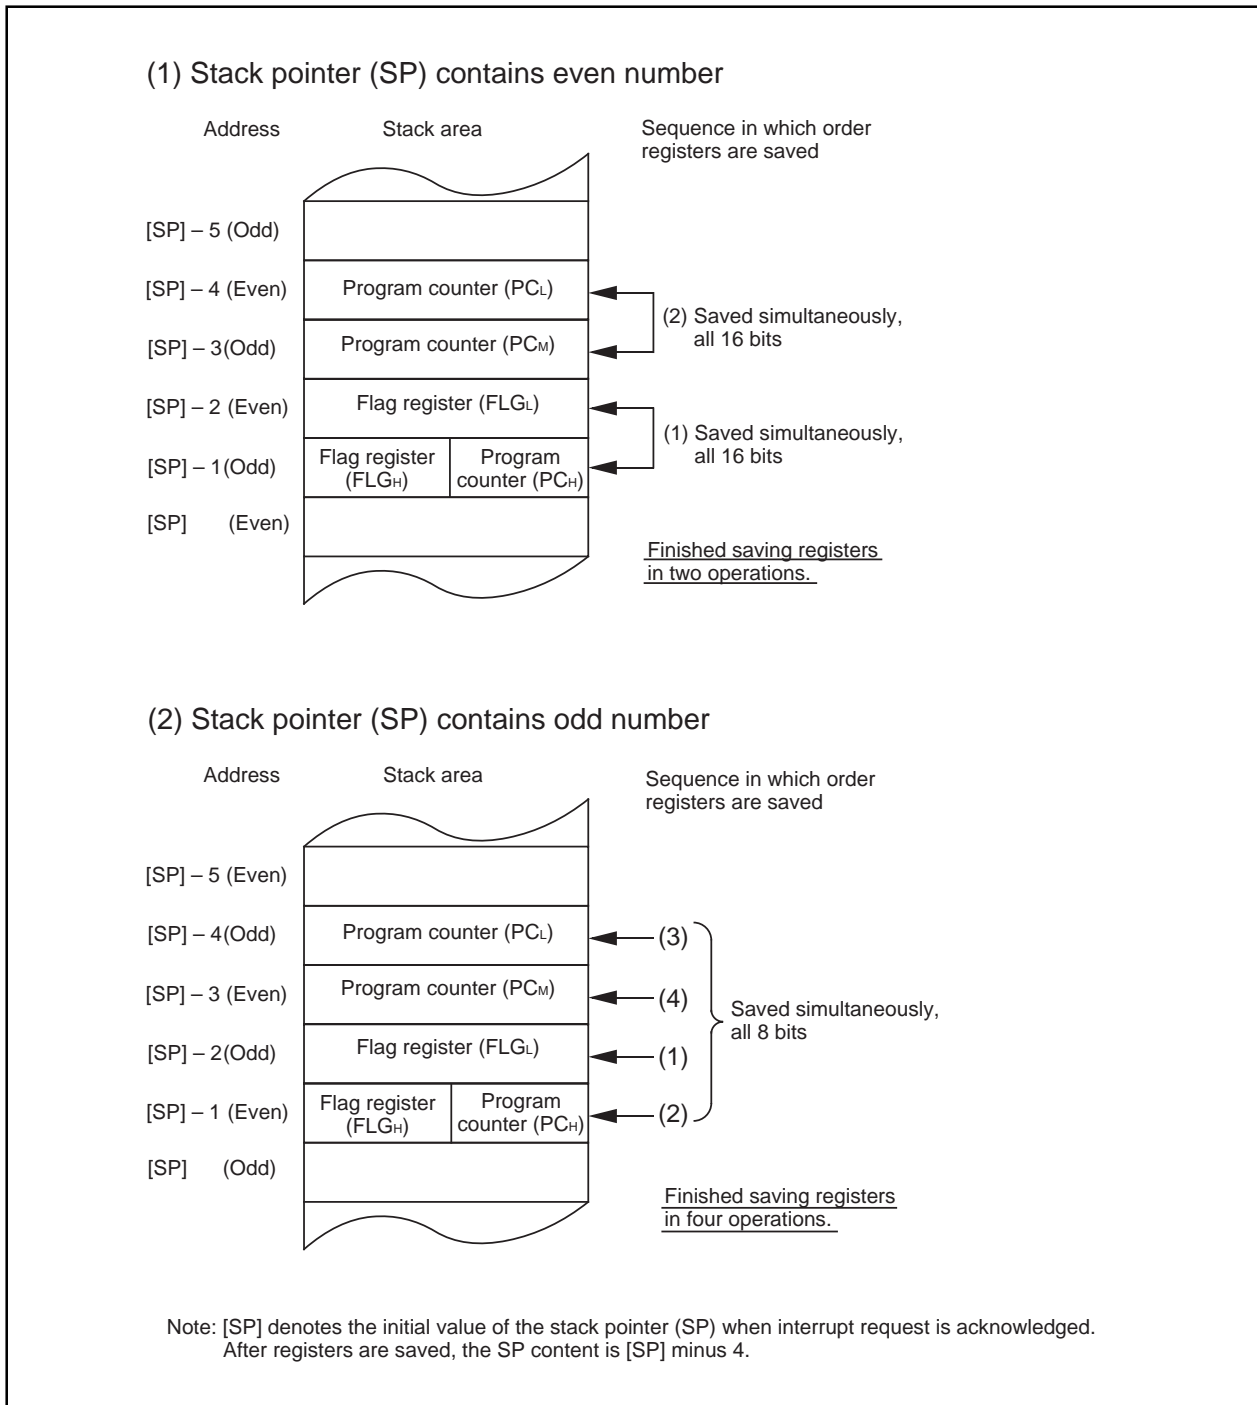 (1) Stack pointer (SP) contains even number
Address Stack area Sequence in which order
registers are saved
[SP] – 5 (Odd)
[SP] – 4 (Even) Program counter (PCL)
(2) Saved simultaneously,
all 16 bits
[SP] – 3(Odd) Program counter (PCM)
[SP] – 2 (Even) Flag register (FLGL)
(1) Saved simultaneously,
all 16 bits
[SP] – 1(Odd) Flag register Program
(FLGH) counter (PCH)
[SP] (Even)
Finished saving registers
in two operations.
(2) Stack pointer (SP) contains odd number
Address Stack area Sequence in which order
registers are saved
[SP] – 5 (Even)
[SP] – 4(Odd) Program counter (PCL) (3)
[SP] – 3 (Even) Program counter (PCM) (4)
Saved simultaneously,
all 8 bits
[SP] – 2(Odd) Flag register (FLGL) (1)
[SP] – 1 (Even) Flag register Program (2)
(FLGH) counter (PCH)
[SP] (Odd)
Finished saving registers
in four operations.
Note: [SP] denotes the initial value of the stack pointer (SP) when interrupt request is acknowledged.
After registers are saved, the SP content is [SP] minus 4.